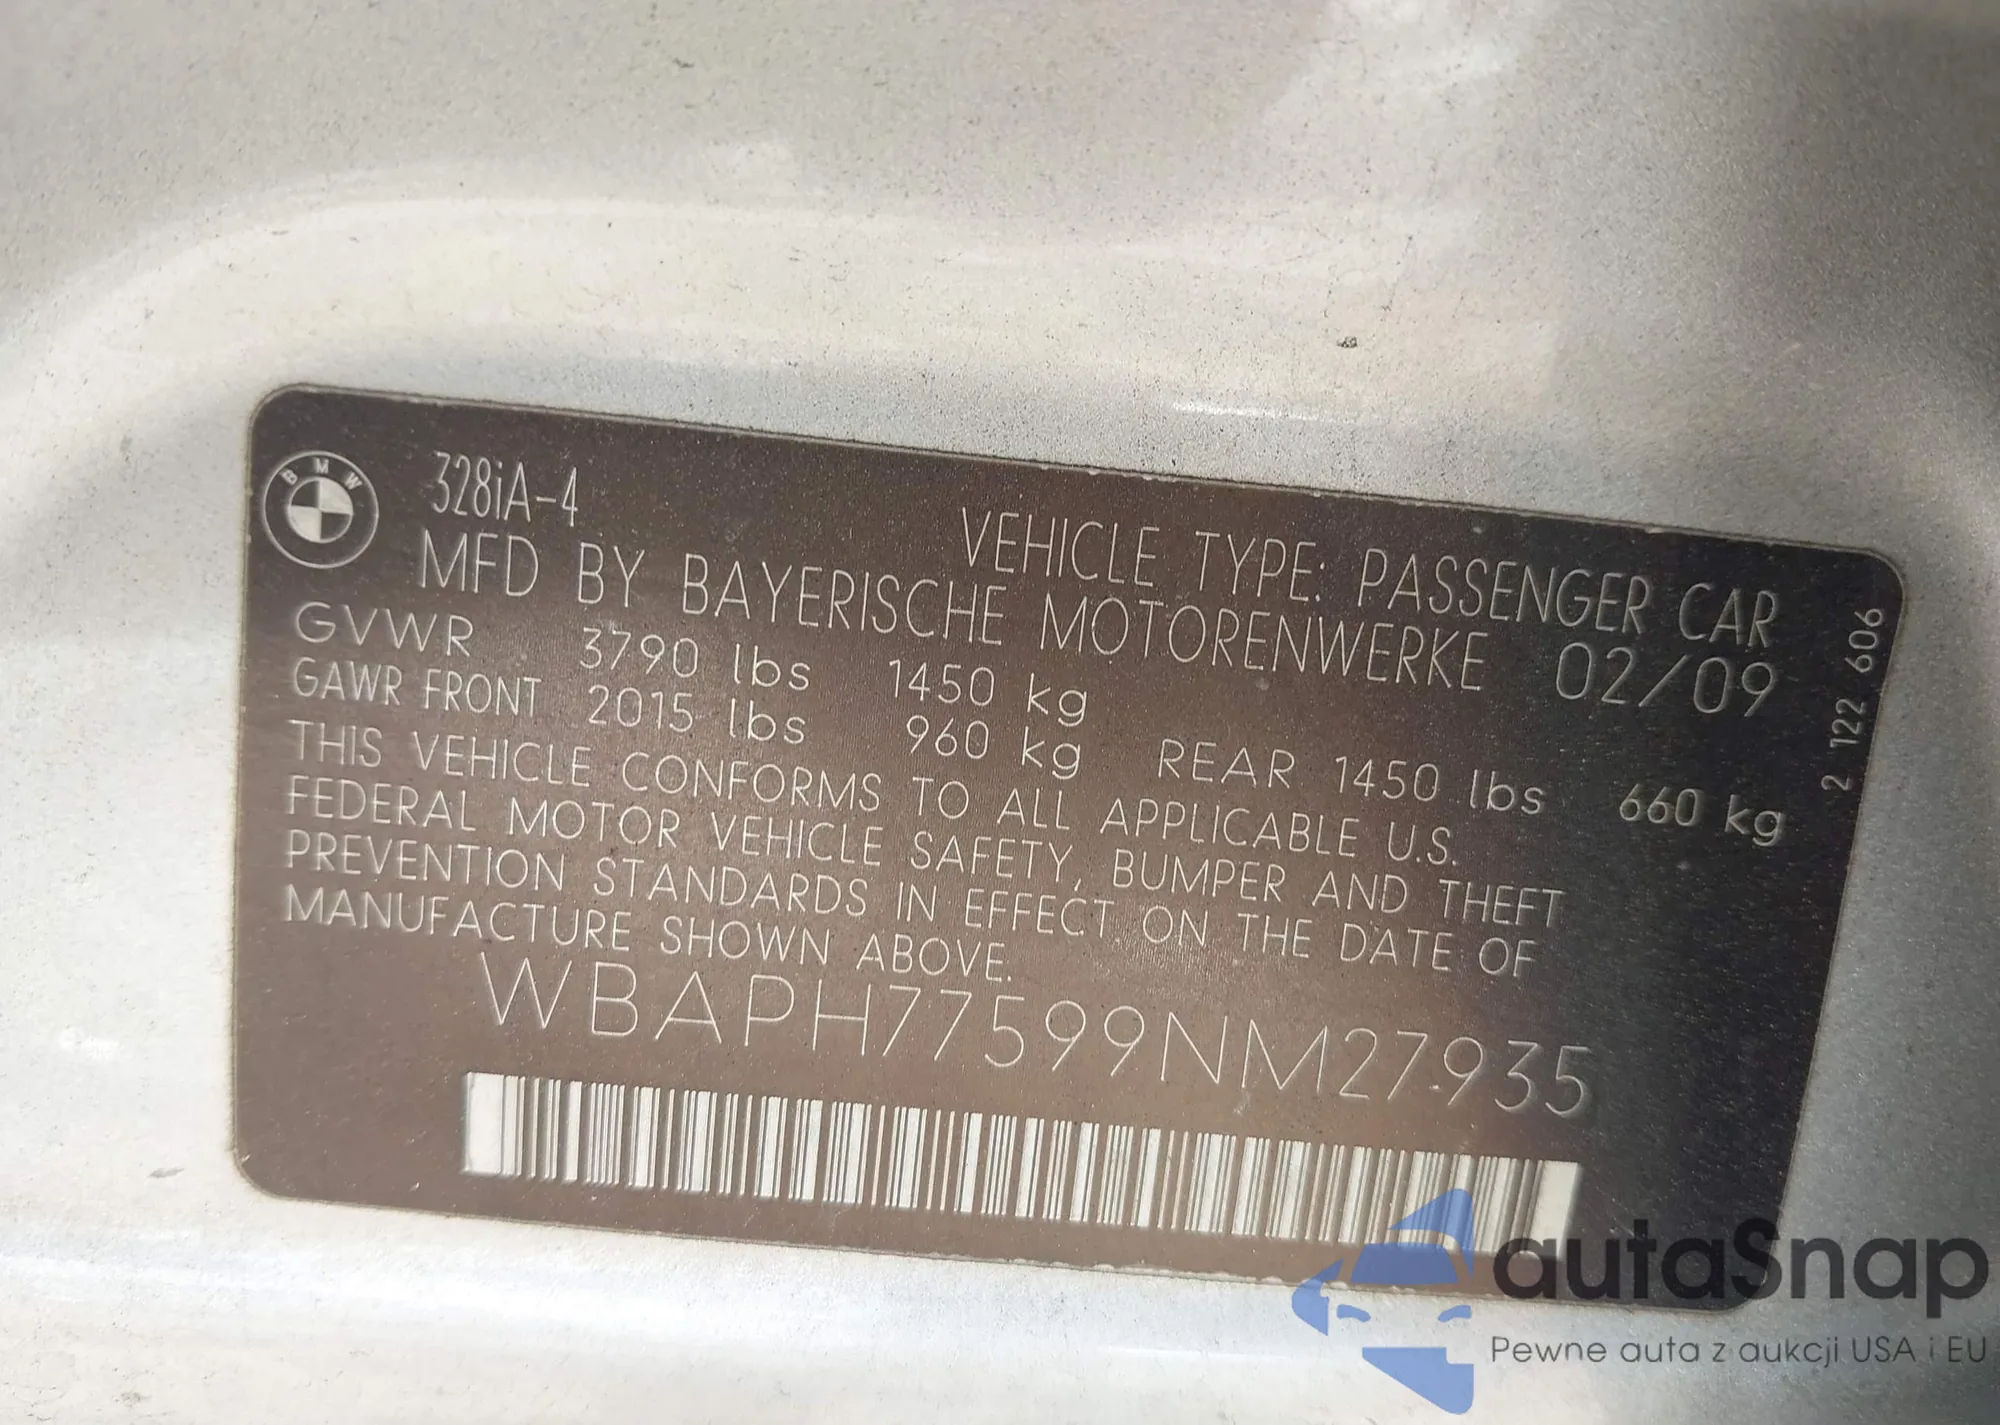 BMW
328iA-4
VEHICLE TYPE: PASSENGER CAR
MFD BY BAYERISCHE MOTORENWERKE 02/09
GVWR 3790 lbs 1450 kg
GAWR FRONT 2015 lbs 960 kg REAR 1450 lbs 660 kg
THIS VEHICLE CONFORMS TO ALL APPLICABLE U.S.
FEDERAL MOTOR VEHICLE SAFETY, BUMPER AND THEFT
PREVENTION STANDARDS IN EFFECT ON THE DATE OF
MANUFACTURE SHOWN ABOVE.
WBAPH77599NM27935
2 122 606
autaSnap
Pewne auta z aukcji USA i EU